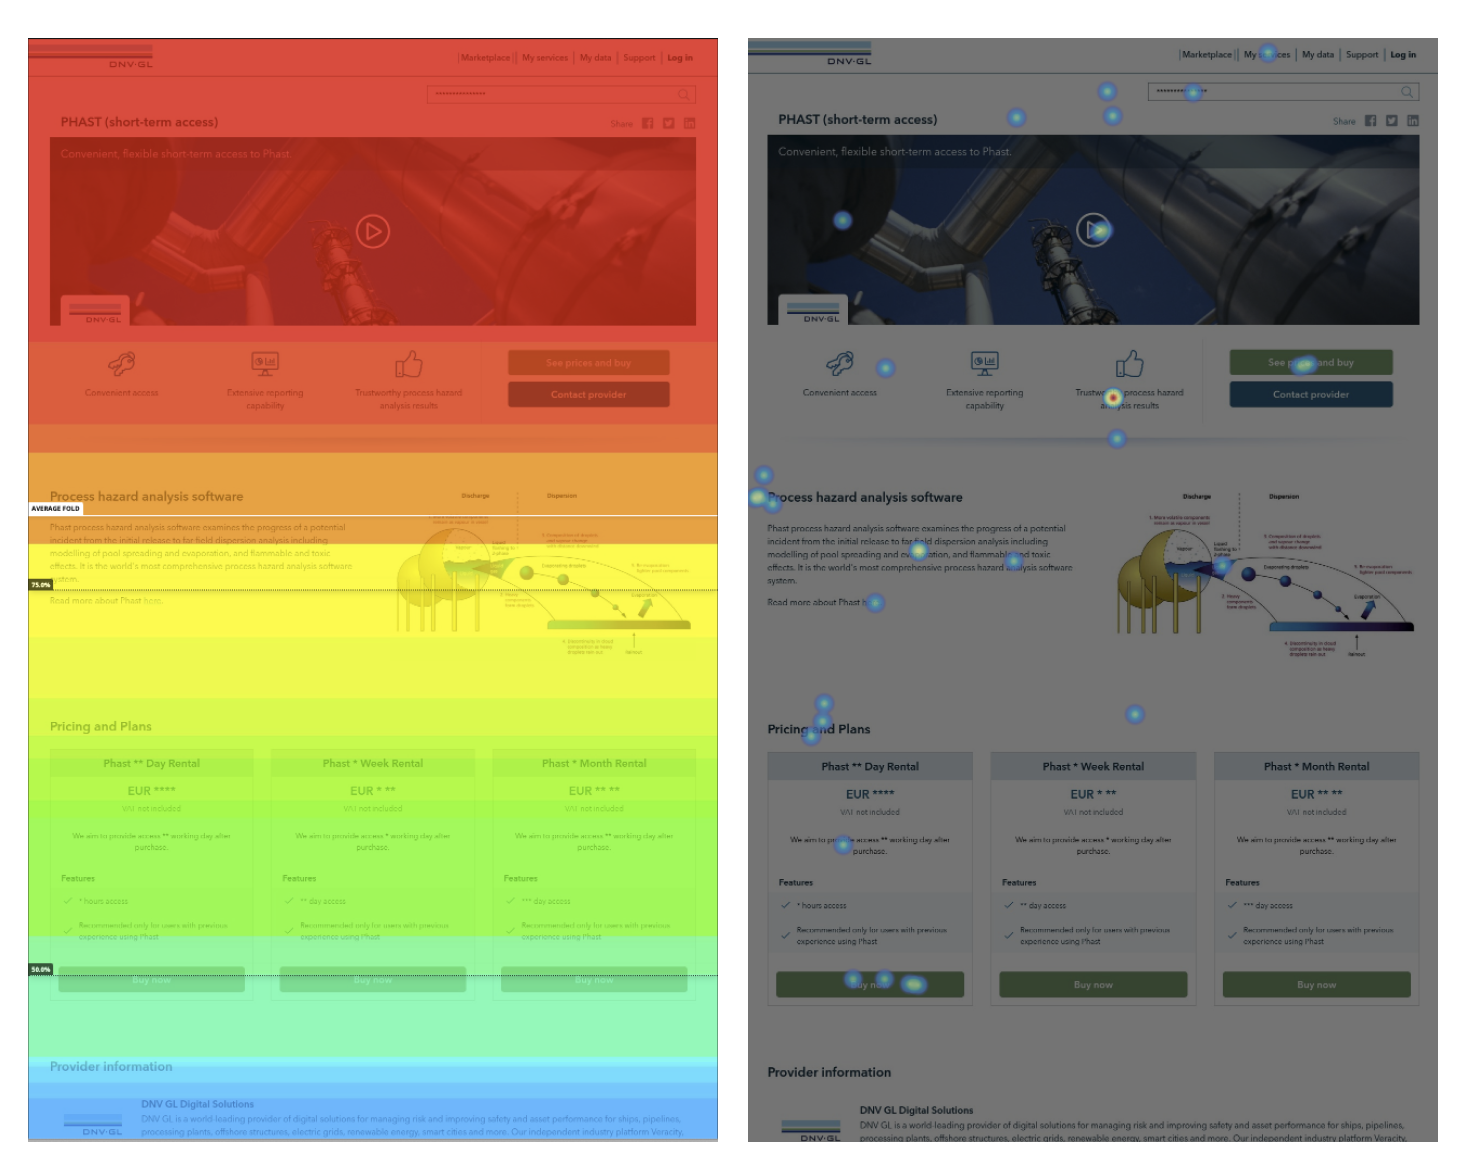 DNV·GL
Marketplace | My services | My data | Support | Log in
***************
PHAST (short-term access)
Share
Convenient, flexible short-term access to Phast.
DNV·GL
Convenient access
Extensive reporting
capability
Trustworthy process hazard
analysis results
See prices and buy
Contact provider
Process hazard analysis software
AVERAGE FOLD
Phast process hazard analysis software examines the progress of a potential
incident from the initial release to far field dispersion analysis including
modelling of pool spreading and evaporation, and flammable and toxic
effects. It is the world's most comprehensive process hazard analysis software
system.
75.0%
Read more about Phast here.
Discharge
Dispersion
Evaporating droplets
Evaporation
Rainout
Pricing and Plans
Phast ** Day Rental
EUR ****
VAT not included
We aim to provide access ** working day after
purchase.
Features
* hours access
Recommended only for users with previous
experience using Phast
Buy now
Phast * Week Rental
EUR * **
VAT not included
We aim to provide access * working day after
purchase.
Features
** day access
Recommended only for users with previous
experience using Phast
Buy now
Phast * Month Rental
EUR ** **
VAT not included
We aim to provide access ** working day after
purchase.
Features
*** day access
Recommended only for users with previous
experience using Phast
Buy now
50.0%
Provider information
DNV GL Digital Solutions
DNV GL is a world-leading provider of digital solutions for managing risk and improving safety and asset performance for ships, pipelines,
processing plants, offshore structures, electric grids, renewable energy, smart cities and more. Our independent industry platform Veracity,
DNV·GL
DNV·GL
Marketplace | My services | My data | Support | Log in
PHAST (short-term access)
Share
Convenient, flexible short-term access to Phast.
DNV·GL
Convenient access
Extensive reporting
capability
Trustworthy process hazard
analysis results
See prices and buy
Contact provider
Process hazard analysis software
Phast process hazard analysis software examines the progress of a potential
incident from the initial release to far field dispersion analysis including
modelling of pool spreading and evaporation, and flammable and toxic
effects. It is the world's most comprehensive process hazard analysis software
system.
Read more about Phast
Discharge
Dispersion
Evaporating droplets
Evaporation
Rainout
Pricing and Plans
Phast ** Day Rental
EUR ****
VAT not included
We aim to provide access ** working day after
purchase.
Features
* hours access
Recommended only for users with previous
experience using Phast
Buy now
Phast * Week Rental
EUR * **
VAT not included
We aim to provide access * working day after
purchase.
Features
** day access
Recommended only for users with previous
experience using Phast
Buy now
Phast * Month Rental
EUR ** **
VAT not included
We aim to provide access ** working day after
purchase.
Features
*** day access
Recommended only for users with previous
experience using Phast
Buy now
Provider information
DNV GL Digital Solutions
DNV GL is a world-leading provider of digital solutions for managing risk and improving safety and asset performance for ships, pipelines,
processing plants, offshore structures, electric grids, renewable energy, smart cities and more. Our independent industry platform Veracity,
DNV·GL